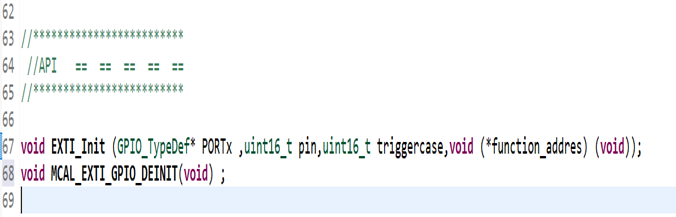 62
63 //*************************
64 //API == == == == ==
65 //*************************
66
67 void EXTI_Init (GPIO_TypeDef* PORTx ,uint16_t pin,uint16_t triggercase,void (*function_addres) (void));
68 void MCAL_EXTI_GPIO_DEINIT(void) ;
69